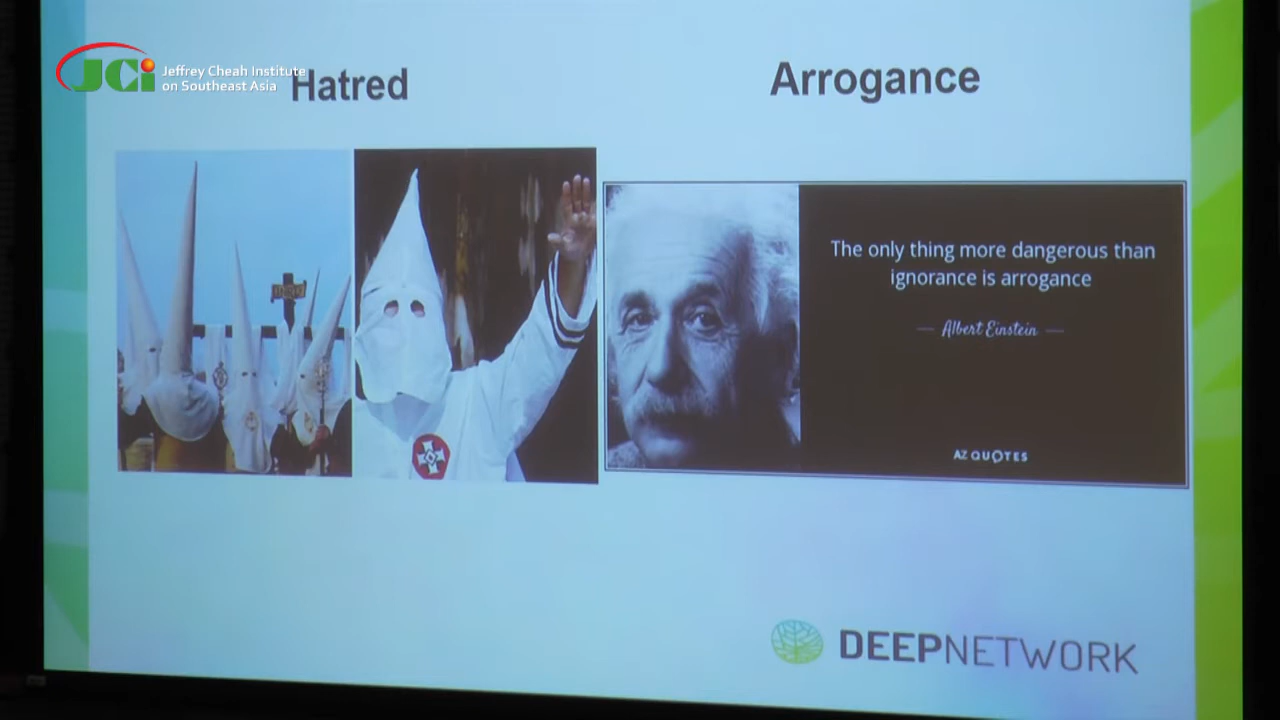 JCi
Jeffrey Cheah Institute
on Southeast Asia
Hatred
Arrogance
The only thing more dangerous than
ignorance is arrogance
— Albert Einstein —
AZ QUOTES
DEEPNETWORK